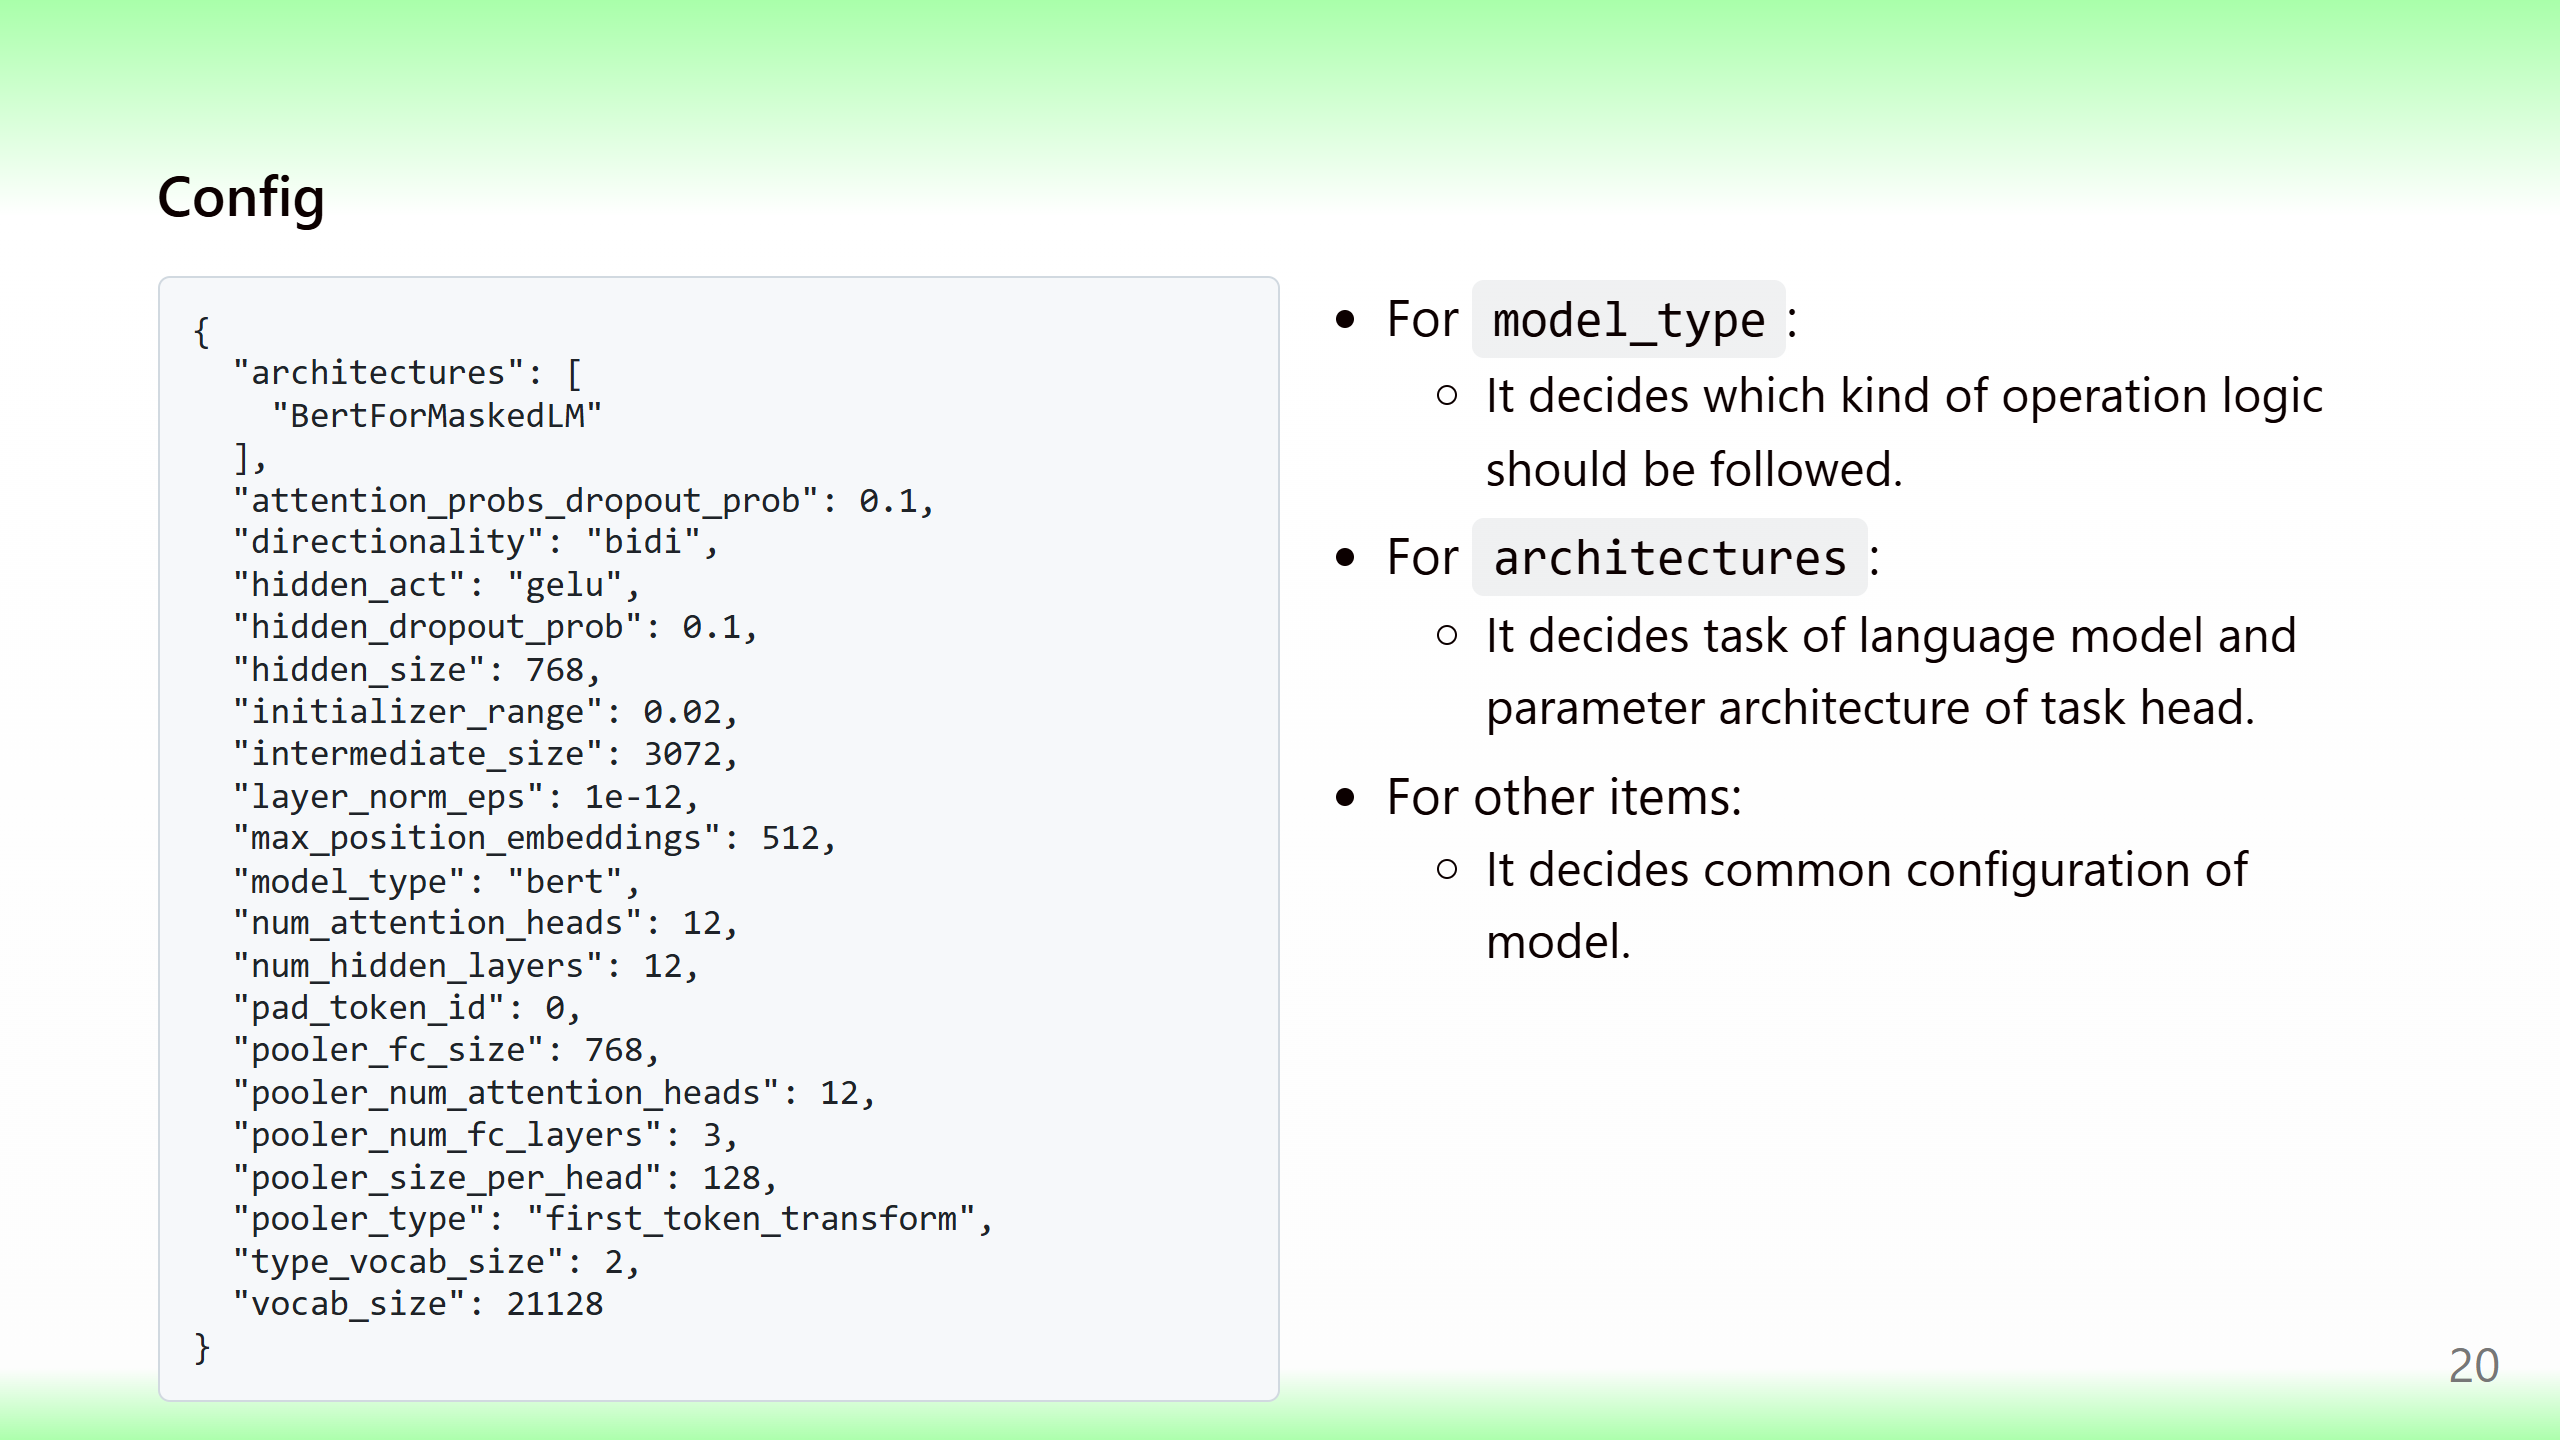 Config
{
  "architectures": [
    "BertForMaskedLM"
  ],
  "attention_probs_dropout_prob": 0.1,
  "directionality": "bidi",
  "hidden_act": "gelu",
  "hidden_dropout_prob": 0.1,
  "hidden_size": 768,
  "initializer_range": 0.02,
  "intermediate_size": 3072,
  "layer_norm_eps": 1e-12,
  "max_position_embeddings": 512,
  "model_type": "bert",
  "num_attention_heads": 12,
  "num_hidden_layers": 12,
  "pad_token_id": 0,
  "pooler_fc_size": 768,
  "pooler_num_attention_heads": 12,
  "pooler_num_fc_layers": 3,
  "pooler_size_per_head": 128,
  "pooler_type": "first_token_transform",
  "type_vocab_size": 2,
  "vocab_size": 21128
}
• For model_type:
○ It decides which kind of operation logic
should be followed.
• For architectures:
○ It decides task of language model and
parameter architecture of task head.
• For other items:
○ It decides common configuration of
model.
20